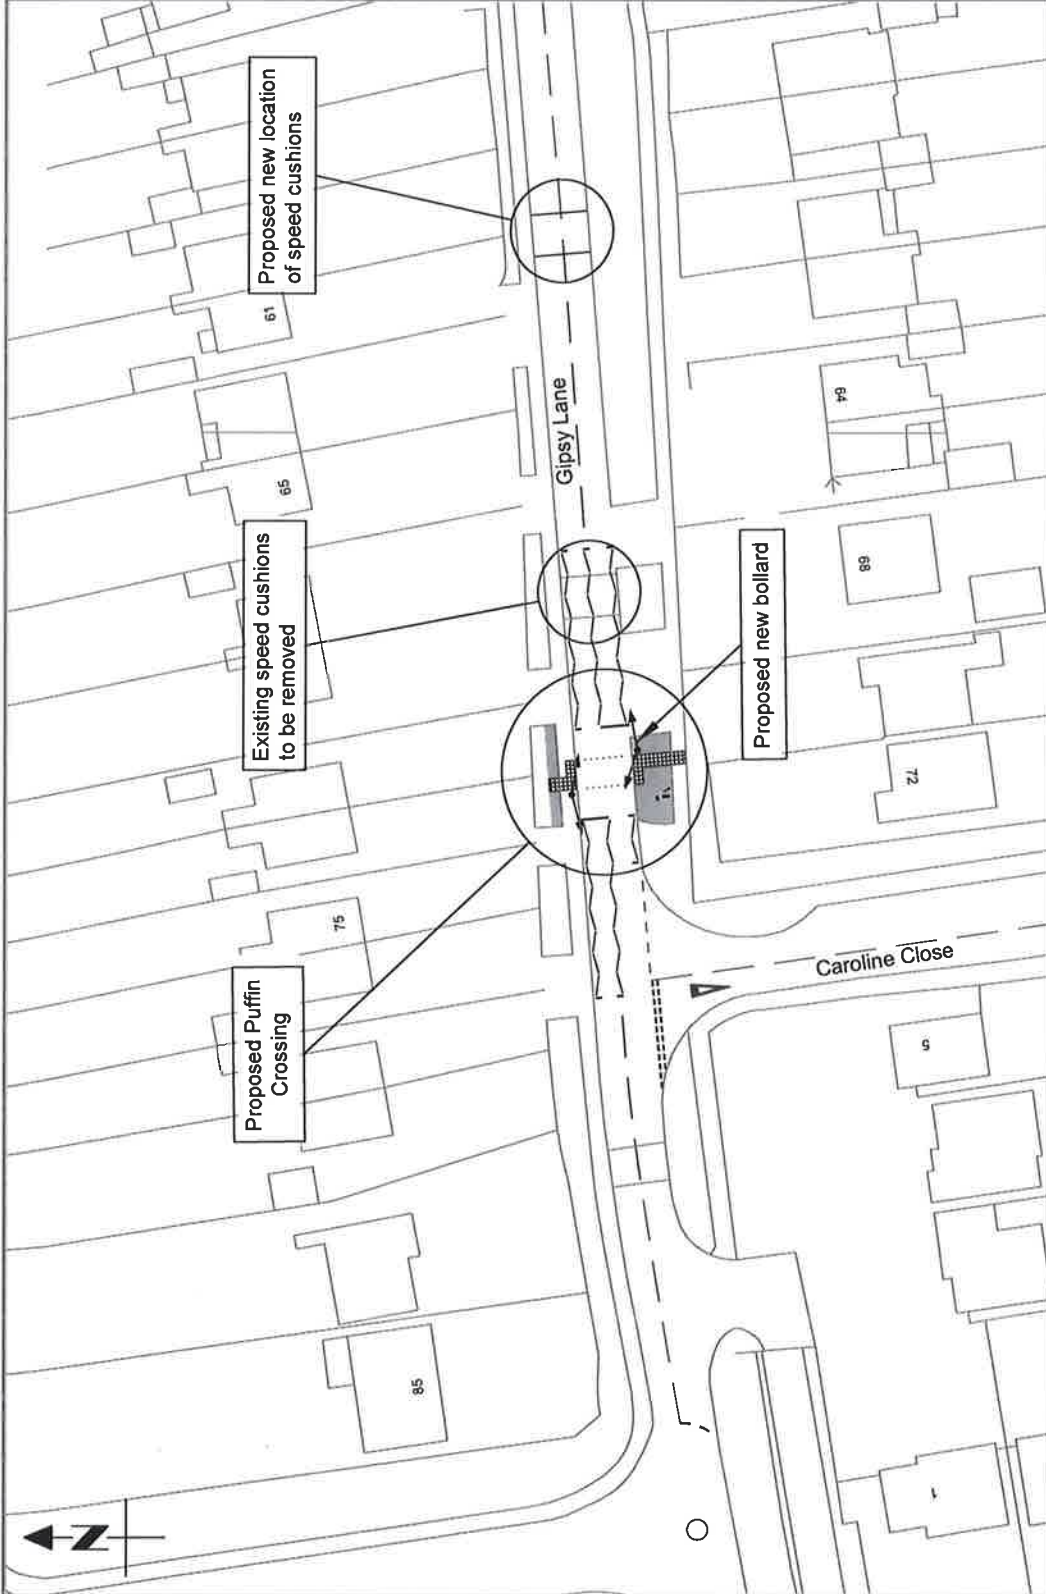 Proposed new location
of speed cushions
Existing speed cushions
to be removed
Proposed Puffin
Crossing
Proposed new bollard
Gipsy Lane
Caroline Close
61
65
75
85
64
68
72
5
1
N